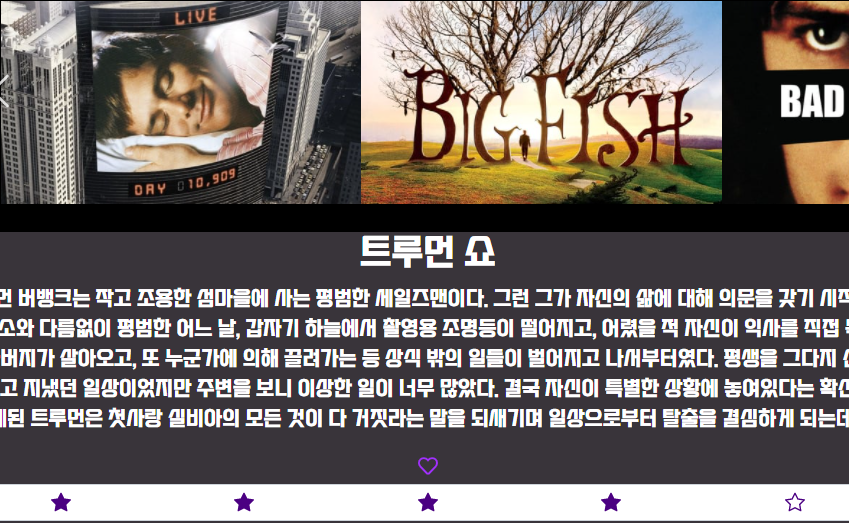 LIVE
DAY 010,909
BIG FISH
BAD
트루먼 쇼
먼 버뱅크는 작고 조용한 섬마을에 사는 평범한 세일즈맨이다. 그런 그가 자신의 삶에 대해 의문을 갖기 시작
소와 다름없이 평범한 어느 날, 갑자기 하늘에서 촬영용 조명등이 떨어지고, 어렸을 적 자신이 익사를 직접
버지가 살아오고, 또 누군가에 의해 끌려가는 등 상식 밖의 일들이 벌어지고 나서부터였다. 평생을 그다지
고 지냈던 일상이었지만 주변을 보니 이상한 일이 너무 많았다. 결국 자신이 특별한 상황에 놓여있다는 확신
게된 트루먼은 첫사랑 실비아의 모든 것이 다 거짓라는 말을 되새기며 일상으로부터 탈출을 결심하게 되는데